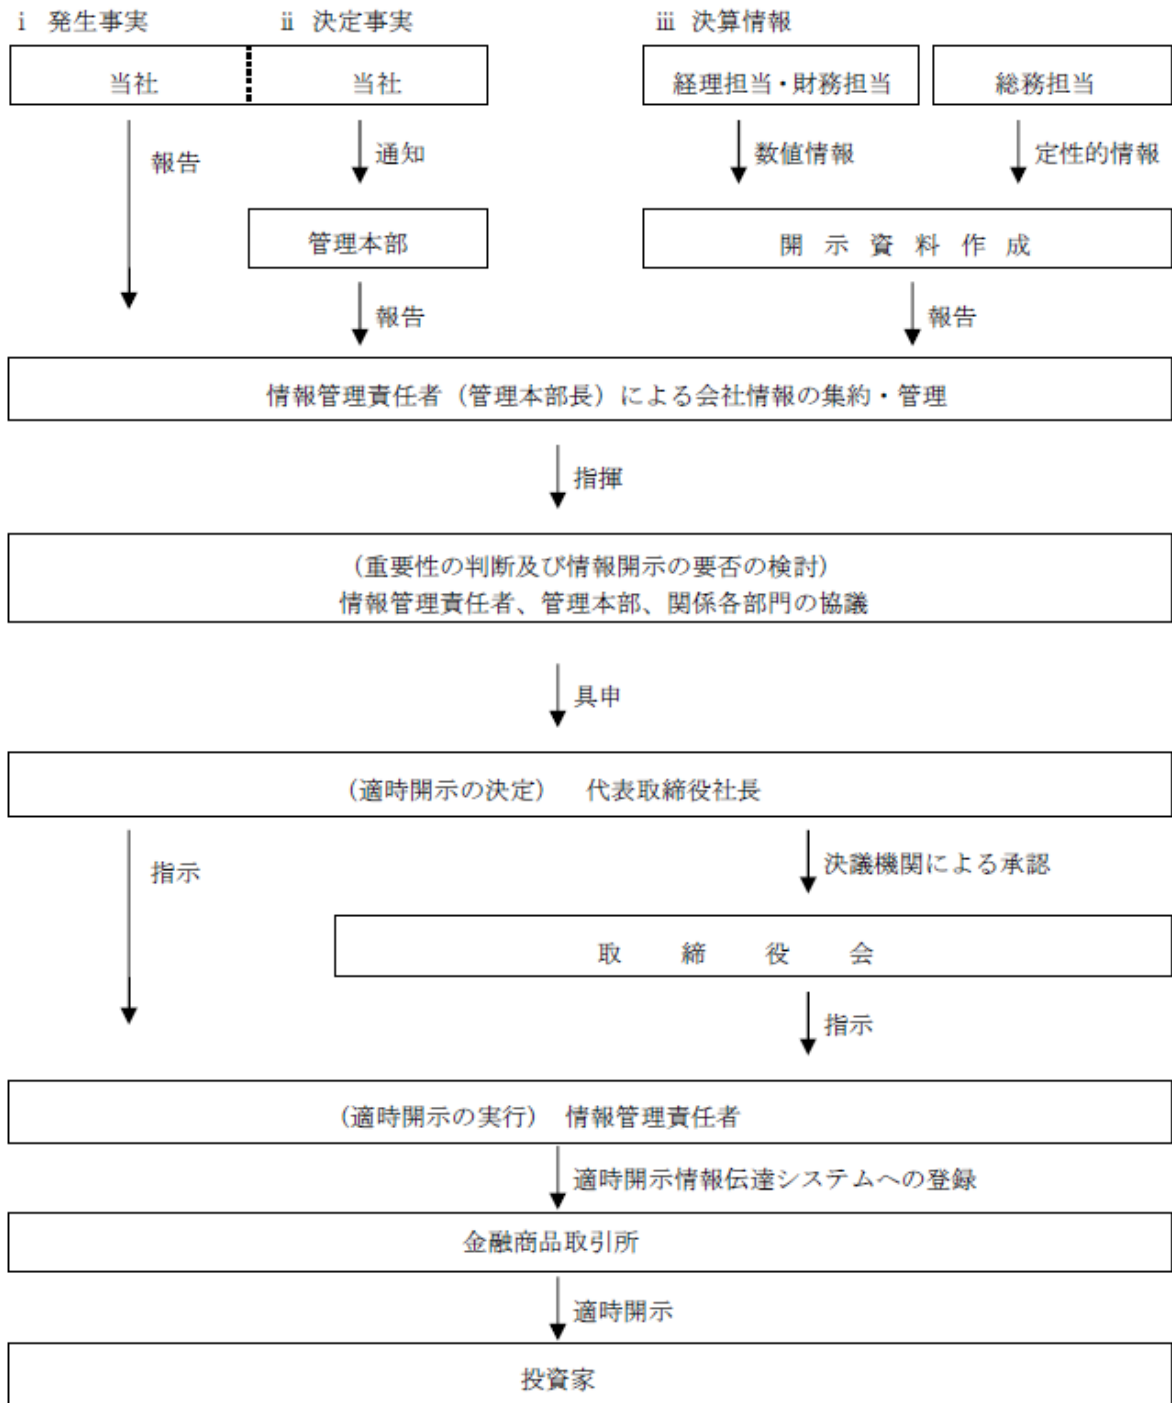 i 発生事実
ii 決定事実
iii 決算情報
当社
当社
経理担当・財務担当
総務担当
報告
通知
数値情報
定性的情報
管理本部
開示資料作成
報告
報告
情報管理責任者（管理本部長）による会社情報の集約・管理
指揮
（重要性の判断及び情報開示の要否の検討）
情報管理責任者、管理本部、関係各部門の協議
具申
（適時開示の決定） 代表取締役社長
指示
決議機関による承認
取締役会
指示
（適時開示の実行） 情報管理責任者
適時開示情報伝達システムへの登録
金融商品取引所
適時開示
投資家